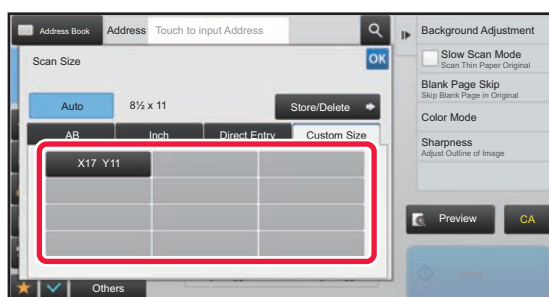 Address Book
Address
Touch to input Address
Scan Size
OK
Auto
8½ x 11
Store/Delete
AB
Inch
Direct Entry
Custom Size
X17 Y11
Others
Background Adjustment
Slow Scan Mode
Scan Thin Paper Original
Blank Page Skip
Skip Blank Page in Original
Color Mode
Sharpness
Adjust Outline of Image
Preview
CA
Start